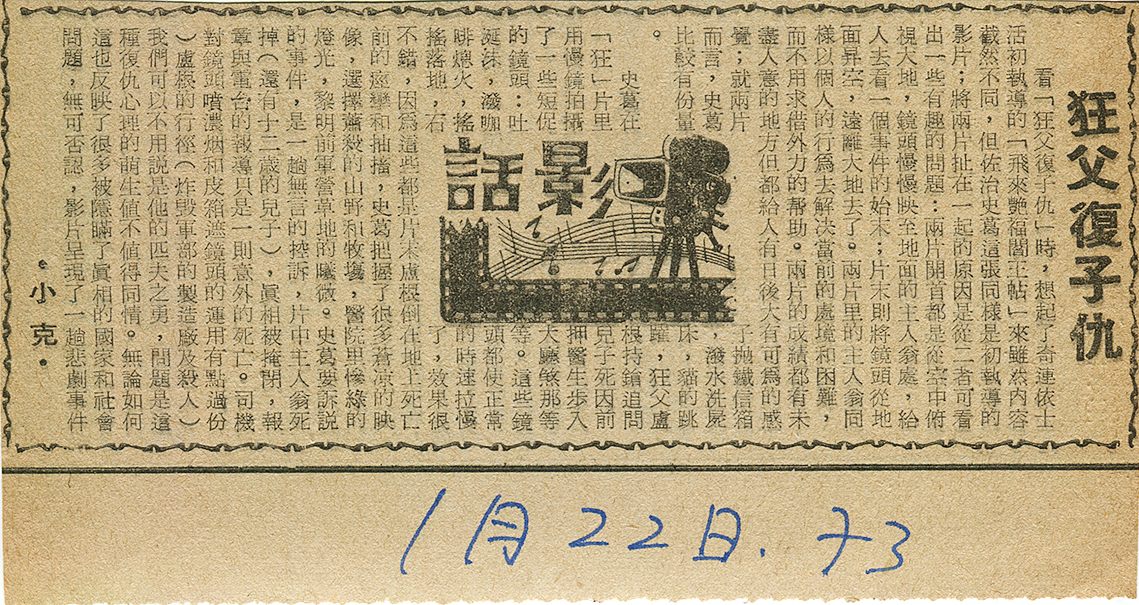 狂父復子仇
看「狂父復子仇」時，想起了奇連依士
活初執導的「飛來艷福閻王帖」來雖然內容
截然不同，但佐治史葛這張同樣是初執導的
影片；將兩片扯在一起的原因是從二者可看
出一些有趣的問題：兩片開首都是從空中俯
視大地，鏡頭慢慢映至地面的主人翁處，給
人去看一個事件的始末；片末則將鏡頭從地
面昇空，遠離大地去了。兩片里的主人翁同
樣以個人的行爲去解決當前的處境和困難，
而不用求借外力的帮助。兩片的成績都有未
盡人意的地方但都給人有日後大有可爲的感
覺；就兩片
而言，史葛
比較有份量
。
史葛在
「狂」片里
用慢鏡拍攝
了一些短促
的鏡頭：吐
涎沫，潑咖
啡熄火，搖
搖落地，石
影話
了拋鐵信箱
，潑水洗屍
床，貓的跳
躍，狂父盧
根持鎗追問
兒子死因前
押醫生步入
大廳煞那等
等。這些鏡
頭都使正常
的時速拉慢
了，效果很
不錯，因爲這些都是片末盧根倒在地上死亡
前的痙攣和抽搐，史葛把握了很多蒼凉的映
像，選擇蕭殺的山野和牧塲，醫院里慘綠的
燈光，黎明前軍營草地的曦微。史葛要訴説
的事件，是一趟無言的控訴，片中主人翁死
掉（還有十二歲的兒子），眞相被掩閉，報
章與電台的報導只是一則意外的死亡。司機
對鏡頭噴濃烟和皮箱遮鏡頭的運用有點過份
）盧根的行徑（炸毀軍部的製造廠及殺人）
我們可以不用説是他的匹夫之勇，問題是這
種復仇心理的萌生値不値得同情。無論如何
這也反映了很多被隱瞞了眞相的國家和社會
問題，無可否認，影片呈現了一趟悲劇事件
。
·小克·
1月22日. 73